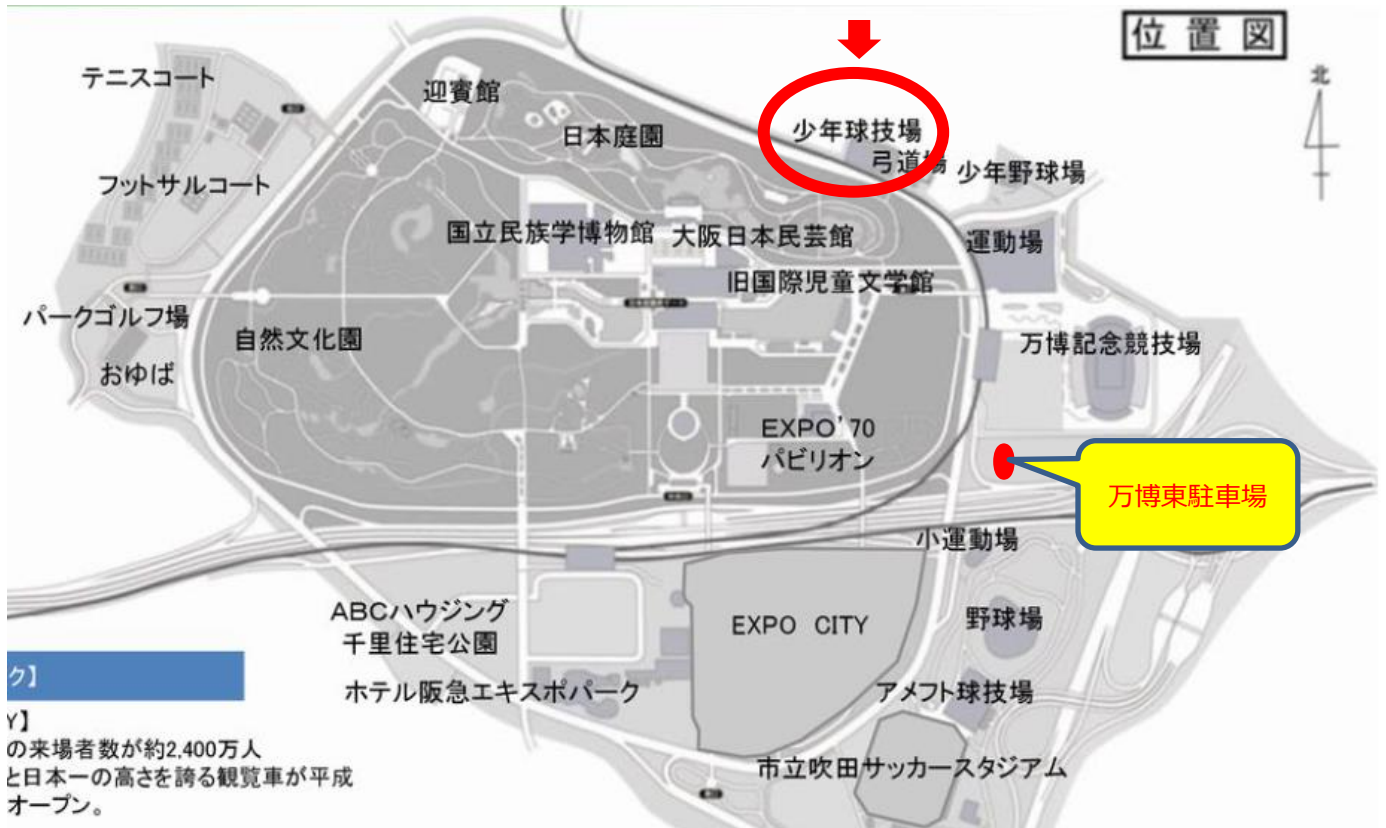 位置図
北
テニスコート
迎賓館
日本庭園
少年球技場
弓道場
少年野球場
フットサルコート
国立民族学博物館
大阪日本民芸館
運動場
旧国際児童文学館
パークゴルフ場
自然文化園
万博記念競技場
おゆば
EXPO'70
パビリオン
万博東駐車場
小運動場
ABCハウジング
千里住宅公園
EXPO CITY
野球場
ホテル阪急エキスポパーク
アメフト球技場
市立吹田サッカースタジアム
ク】
Y】
の来場者数が約2,400万人
と日本一の高さを誇る観覧車が平成
オープン。